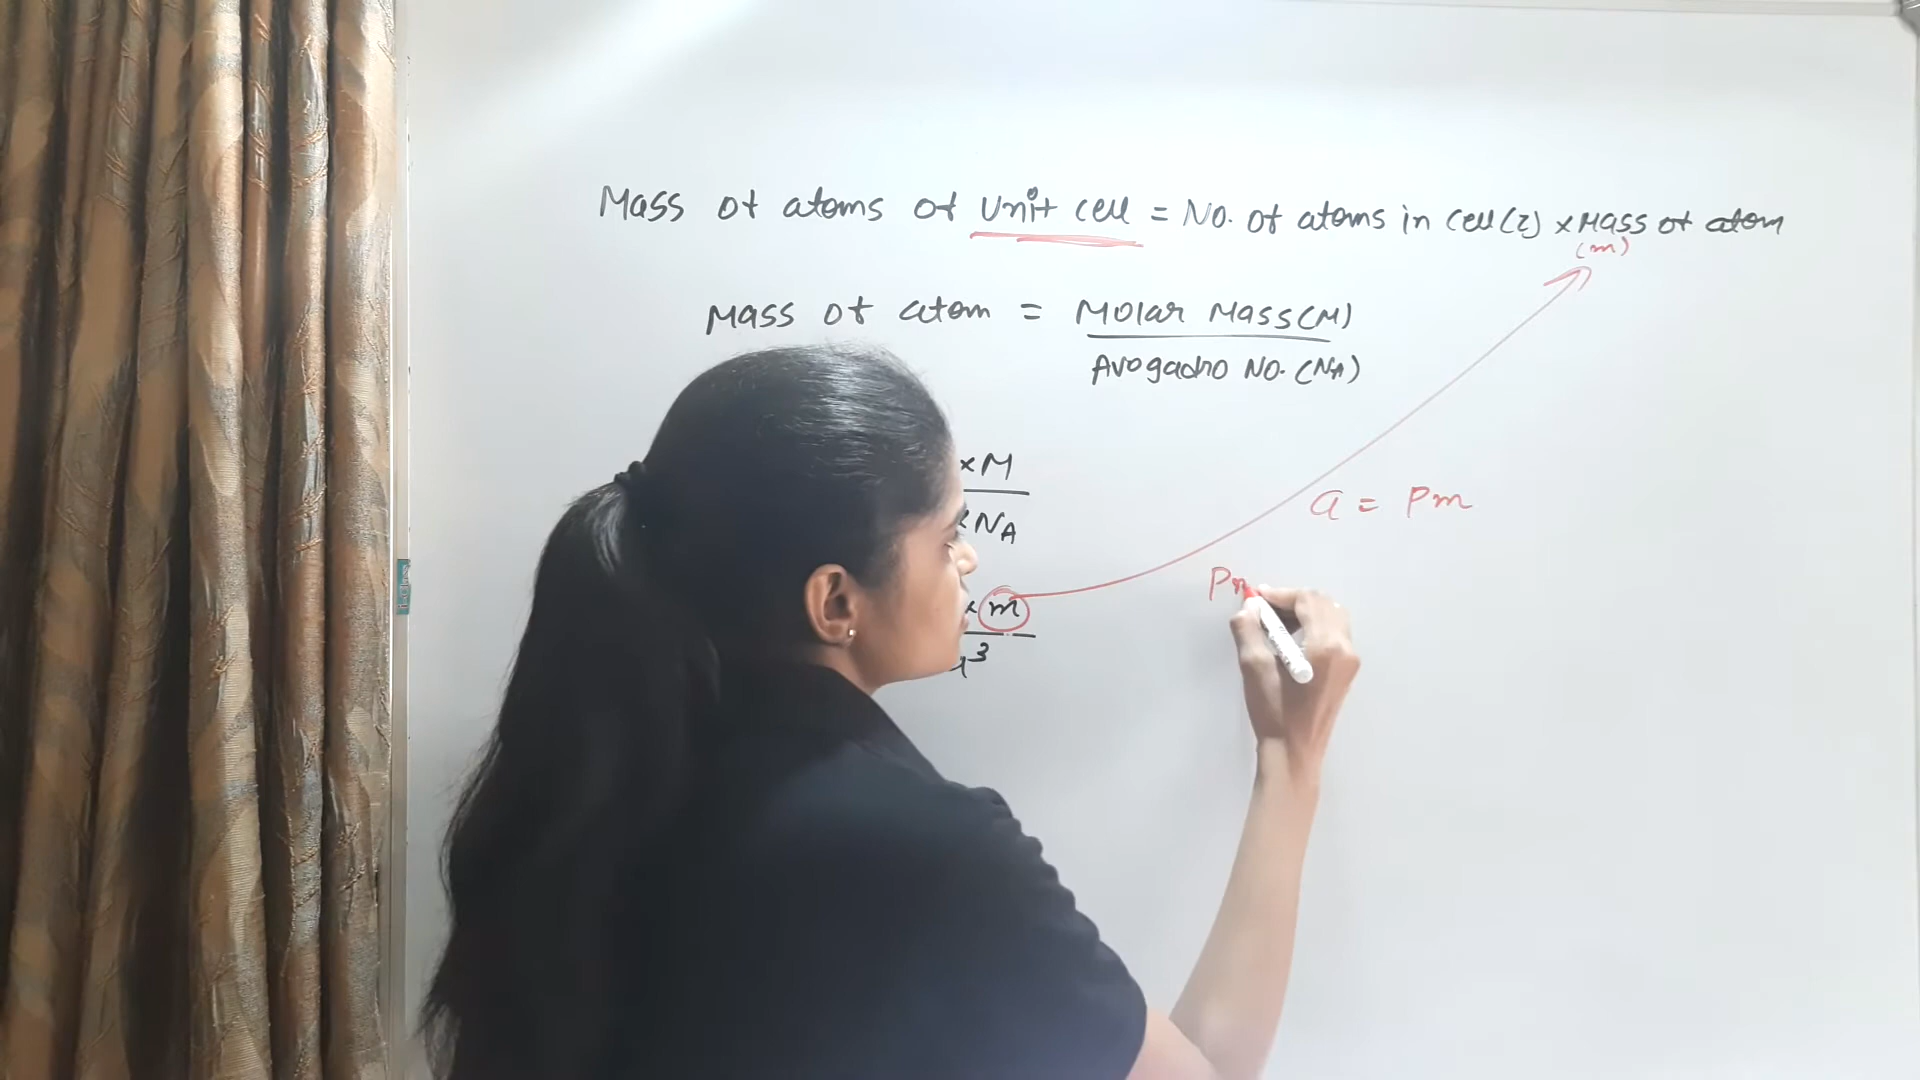 Mass of atoms of unit cell = No. of atoms in cell(Z) × Mass of atom
(m)
Mass of atom = Molar Mass(M)
Avogadro No. (NA)
×M
×NA
a = Pm
Pm
×m
a³